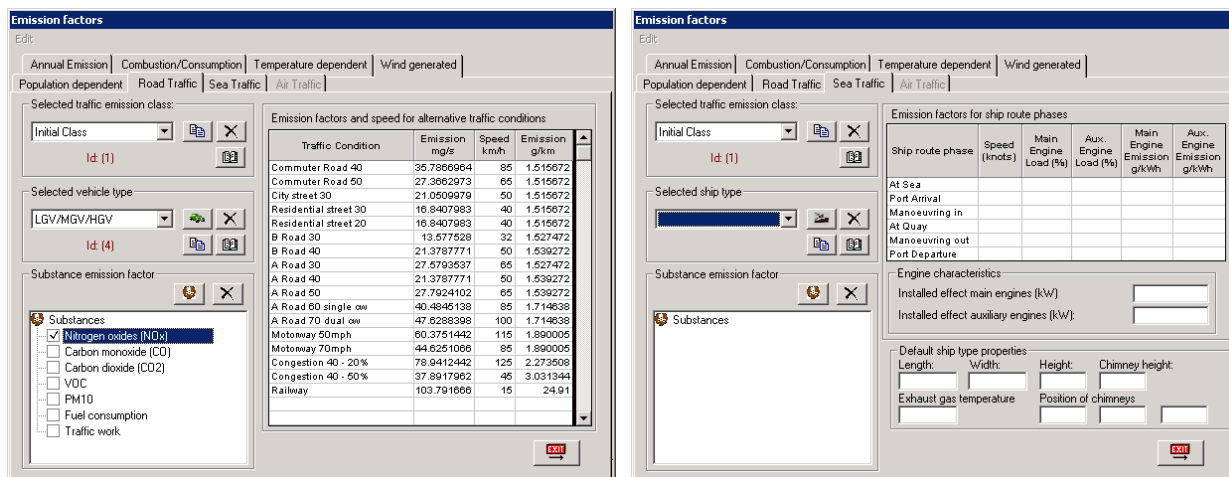 Emission factors
Edit
Annual Emission Combustion/Consumption Temperature dependent Wind generated
Population dependent Road Traffic Sea Traffic Air Traffic
Selected traffic emission class:
Initial Class
Id: (1)
Selected vehicle type
LGV/MGV/HGV
Id: (4)
Substance emission factor
Substances
Nitrogen oxides (NOx)
Carbon monoxide (CO)
Carbon dioxide (CO2)
VOC
PM10
Fuel consumption
Traffic work
Emission factors and speed for alternative traffic conditions
Traffic Condition Emission mg/s Speed km/h Emission g/km
Commuter Road 40 35.7866964 85 1.515672
Commuter Road 50 27.3662973 65 1.515672
City street 30 21.0509979 50 1.515672
Residential street 30 16.8407983 40 1.515672
Residential street 20 16.8407983 40 1.515672
B Road 30 13.577528 32 1.527472
B Road 40 21.3787771 50 1.539272
A Road 30 27.5793537 65 1.527472
A Road 40 21.3787771 50 1.539272
A Road 50 27.7924102 65 1.539272
A Road 60 single cw 40.4845138 85 1.714638
A Road 70 dual cw 47.6288398 100 1.714638
Motorway 50mph 60.3751442 115 1.890005
Motorway 70mph 44.6251066 85 1.890005
Congestion 40 - 20% 78.9412442 125 2.273508
Congestion 40 - 50% 37.8917962 45 3.031344
Railway 103.791666 15 24.91
EXIT
Emission factors
Edit
Annual Emission Combustion/Consumption Temperature dependent Wind generated
Population dependent Road Traffic Sea Traffic Air Traffic
Selected traffic emission class:
Initial Class
Id: (1)
Selected ship type
Substance emission factor
Substances
Emission factors for ship route phases
Ship route phase Speed (knots) Main Engine Load (%) Aux. Engine Load (%) Main Engine Emission g/kWh Aux. Engine Emission g/kWh
At Sea
Port Arrival
Manoeuvring in
At Quay
Manoeuvring out
Port Departure
Engine characteristics
Installed effect main engines (kW)
Installed effect auxiliary engines (kW):
Default ship type properties
Length: Width: Height: Chimney height:
Exhaust gas temperature Position of chimneys
EXIT